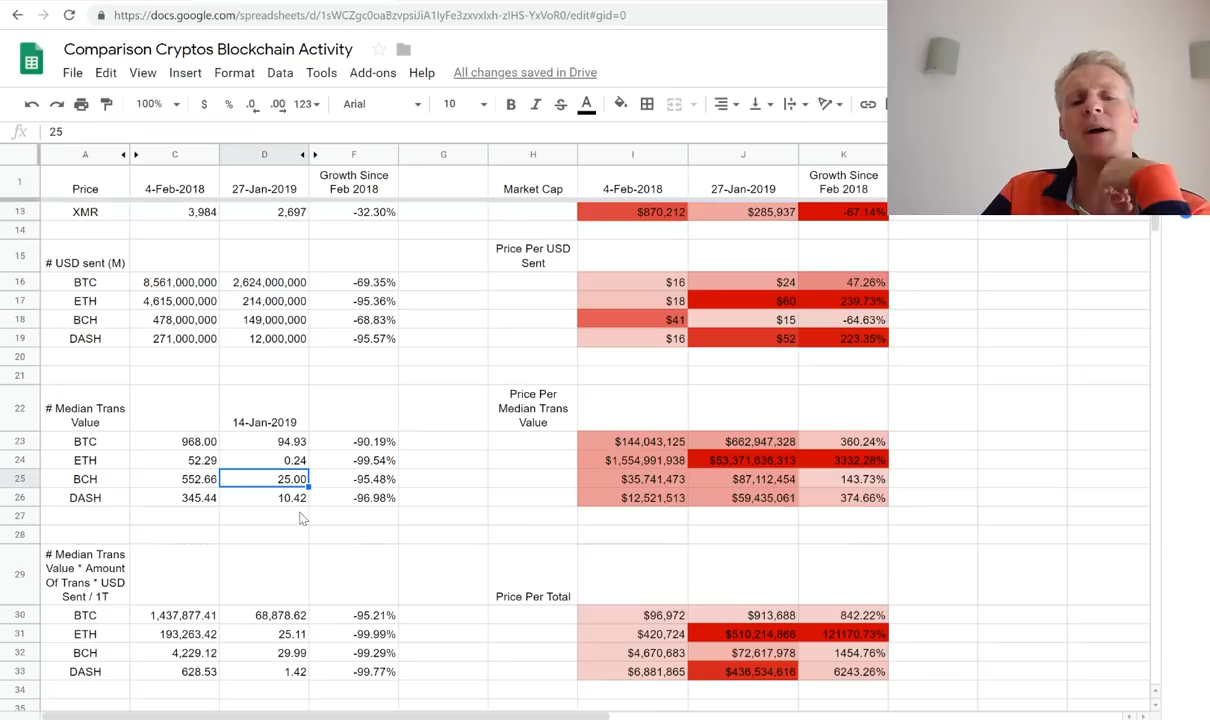 https://docs.google.com/spreadsheets/d/1sWCZgc0oaBzvpsiJiA1IyFe3zxvxIxh-zIHS-YxVoR0/edit#gid=0
Comparison Cryptos Blockchain Activity
File Edit View Insert Format Data Tools Add-ons Help All changes saved in Drive
100% $ % .0 .00 123 Arial 10 B I S A
fx 25
A C D F G H I J K
1 Price 4-Feb-2018 27-Jan-2019 Growth Since Feb 2018 Market Cap 4-Feb-2018 27-Jan-2019 Growth Since Feb 2018
13 XMR 3,984 2,697 -32.30% $870,212 $285,937 -67.14%
14
15 # USD sent (M) Price Per USD Sent
16 BTC 8,561,000,000 2,624,000,000 -69.35% $16 $24 47.26%
17 ETH 4,615,000,000 214,000,000 -95.36% $18 $60 239.73%
18 BCH 478,000,000 149,000,000 -68.83% $41 $15 -64.63%
19 DASH 271,000,000 12,000,000 -95.57% $16 $52 223.35%
20
21
22 # Median Trans Value 14-Jan-2019 Price Per Median Trans Value
23 BTC 968.00 94.93 -90.19% $144,043,125 $662,947,328 360.24%
24 ETH 52.29 0.24 -99.54% $1,554,991,938 $53,371,636,313 3332.28%
25 BCH 552.66 25.00 -95.48% $35,741,473 $87,112,454 143.73%
26 DASH 345.44 10.42 -96.98% $12,521,513 $59,435,061 374.66%
27
28
29 # Median Trans Value * Amount Of Trans * USD Sent / 1T Price Per Total
30 BTC 1,437,877.41 68,878.62 -95.21% $96,972 $913,688 842.22%
31 ETH 193,263.42 25.11 -99.99% $420,724 $510,214,866 121170.73%
32 BCH 4,229.12 29.99 -99.29% $4,670,683 $72,617,978 1454.76%
33 DASH 628.53 1.42 -99.77% $6,881,865 $436,534,616 6243.26%
34
35